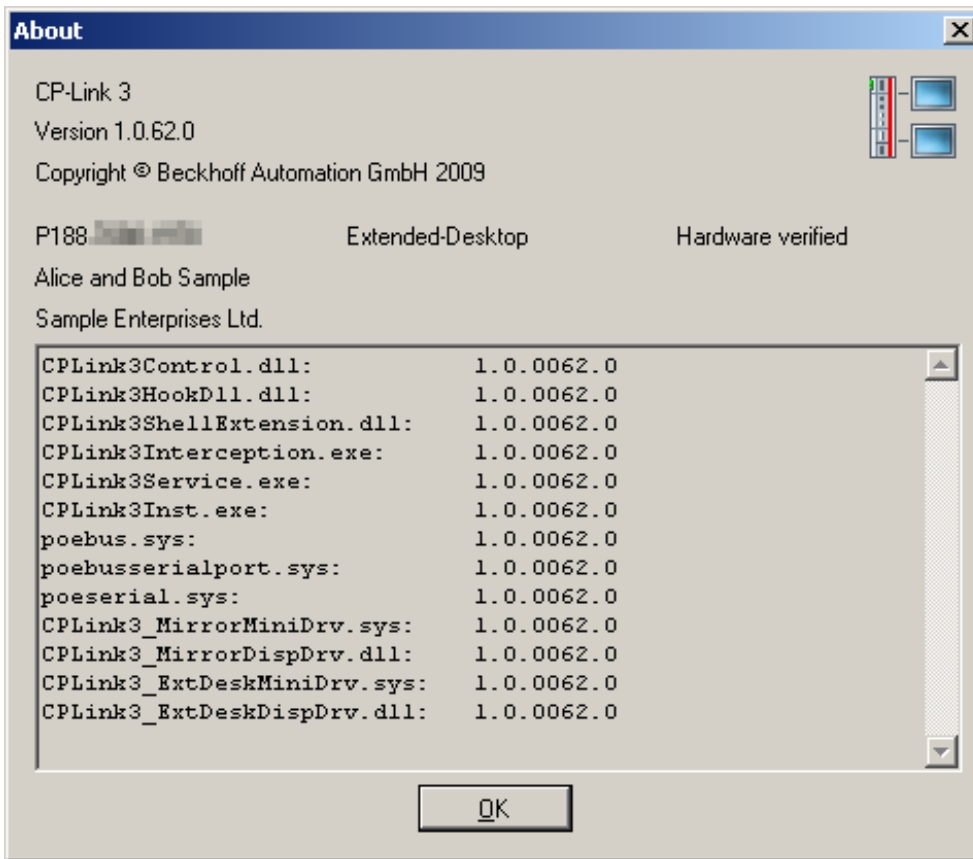 About
CP-Link 3
Version 1.0.62.0
Copyright © Beckhoff Automation GmbH 2009
P188 Extended-Desktop Hardware verified
Alice and Bob Sample
Sample Enterprises Ltd.
CPLink3Control.dll: 1.0.0062.0
CPLink3HookDll.dll: 1.0.0062.0
CPLink3ShellExtension.dll: 1.0.0062.0
CPLink3Interception.exe: 1.0.0062.0
CPLink3Service.exe: 1.0.0062.0
CPLink3Inst.exe: 1.0.0062.0
poebus.sys: 1.0.0062.0
poebusserialport.sys: 1.0.0062.0
poeserial.sys: 1.0.0062.0
CPLink3_MirrorMiniDrv.sys: 1.0.0062.0
CPLink3_MirrorDispDrv.dll: 1.0.0062.0
CPLink3_ExtDeskMiniDrv.sys: 1.0.0062.0
CPLink3_ExtDeskDispDrv.dll: 1.0.0062.0
OK